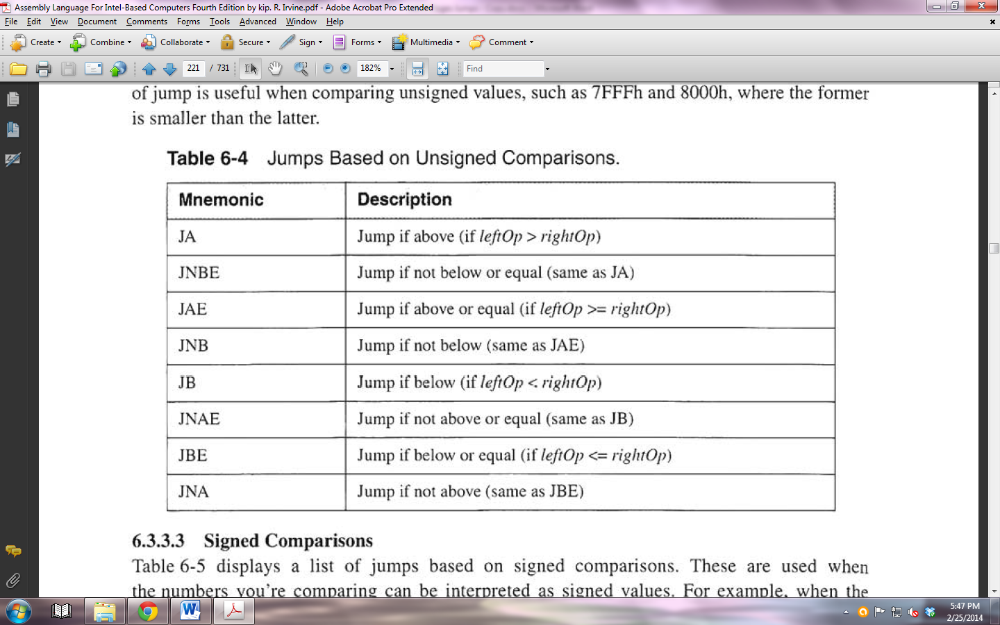 Assembly Language For Intel-Based Computers Fourth Edition by kip. R. Irvine.pdf - Adobe Acrobat Pro Extended
File Edit View Document Comments Forms Tools Advanced Window Help
Create Combine Collaborate Secure Sign Forms Multimedia Comment
221 / 731 182% Find
of jump is useful when comparing unsigned values, such as 7FFFh and 8000h, where the former
is smaller than the latter.
Table 6-4 Jumps Based on Unsigned Comparisons.
Mnemonic Description
JA Jump if above (if leftOp > rightOp)
JNBE Jump if not below or equal (same as JA)
JAE Jump if above or equal (if leftOp >= rightOp)
JNB Jump if not below (same as JAE)
JB Jump if below (if leftOp < rightOp)
JNAE Jump if not above or equal (same as JB)
JBE Jump if below or equal (if leftOp <= rightOp)
JNA Jump if not above (same as JBE)
6.3.3.3 Signed Comparisons
Table 6-5 displays a list of jumps based on signed comparisons. These are used when
the numbers you're comparing can be interpreted as signed values. For example, when the
5:47 PM
2/25/2014